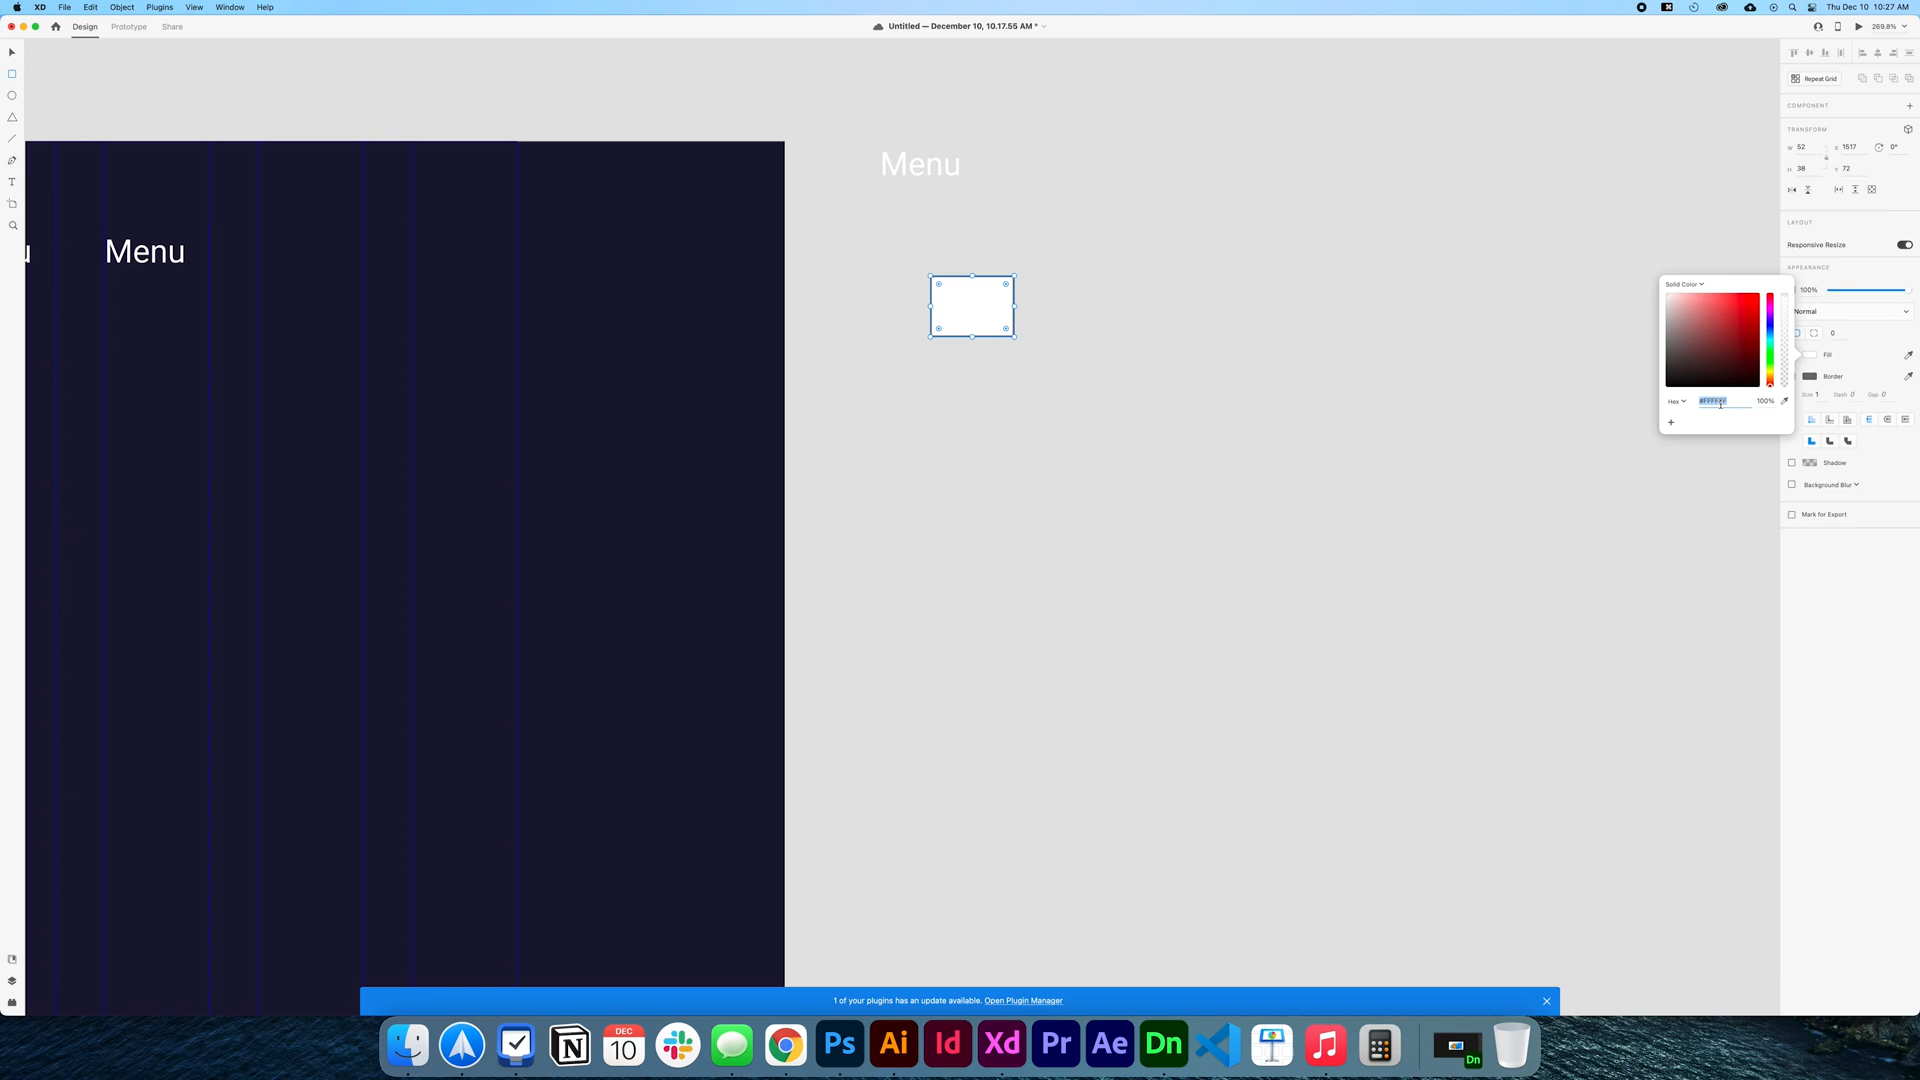 XD File Edit Object Plugins View Window Help
Thu Dec 10 10:27 AM
Design Prototype Share
Untitled — December 10, 10.17.55 AM *
269.8%
Repeat Grid
COMPONENT
TRANSFORM
W 52 X 1517 0°
H 38 Y 72
LAYOUT
Responsive Resize
APPEARANCE
100%
Normal
0
Fill
Border
Size 1 Dash 0 Gap 0
Shadow
Background Blur
Mark for Export
Solid Color
Hex #FFFFFF 100%
Menu
Menu
u
1 of your plugins has an update available. Open Plugin Manager
DEC
10
Ps
Ai
Id
Xd
Pr
Ae
Dn
Dn